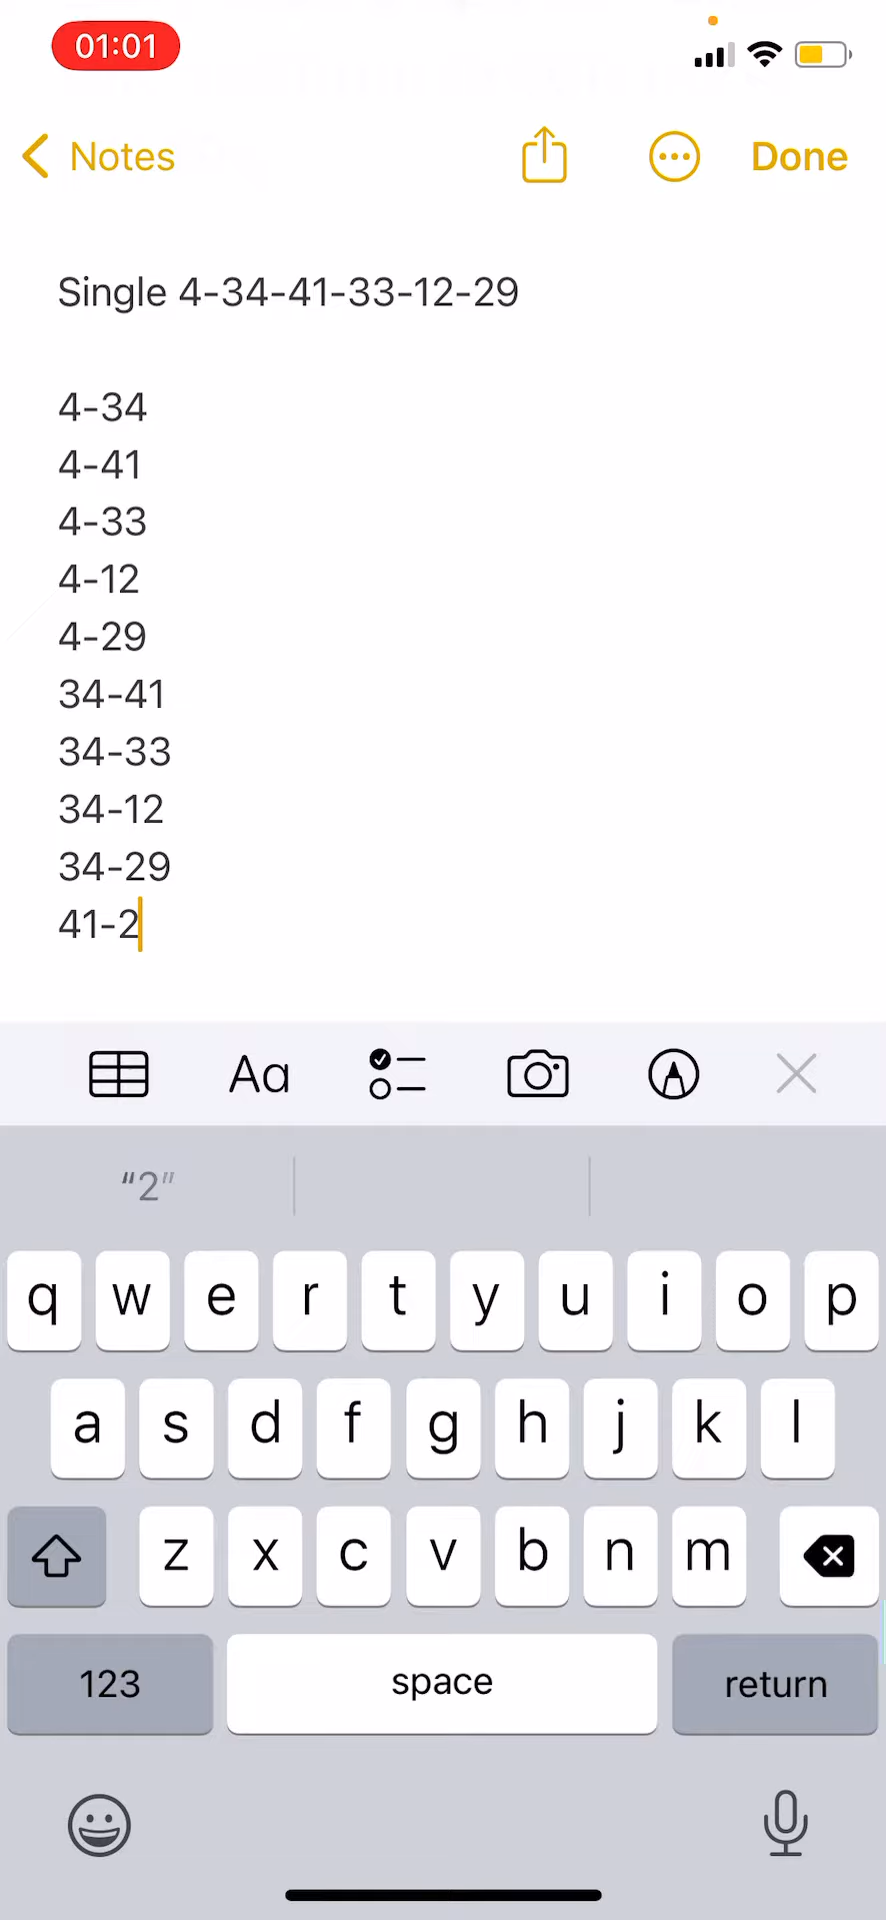 01:01
Notes
Done
Single 4-34-41-33-12-29
4-34
4-41
4-33
4-12
4-29
34-41
34-33
34-12
34-29
41-2
Aa
“2”
q w e r t y u i o p
a s d f g h j k l
z x c v b n m
123 space return